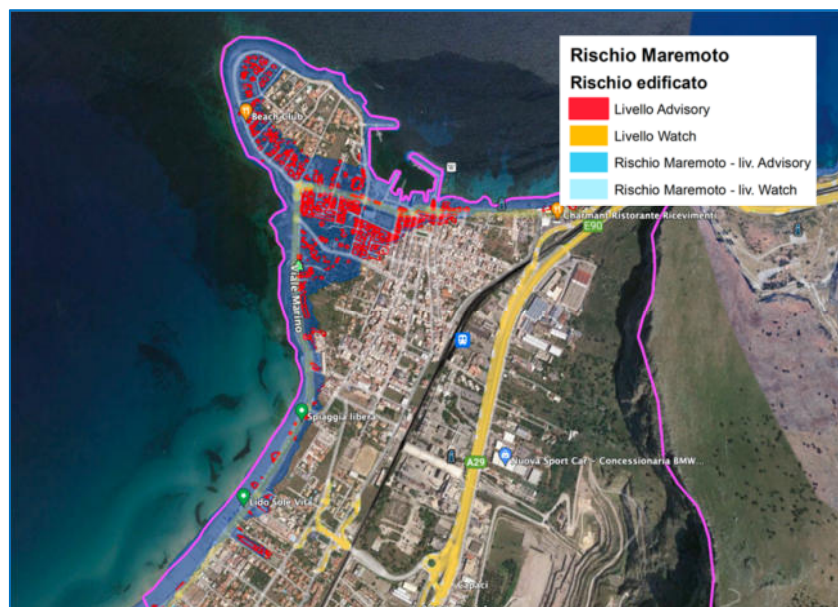 Rischio Maremoto
Rischio edificato
Livello Advisory
Livello Watch
Rischio Maremoto - liv. Advisory
Rischio Maremoto - liv. Watch
Beach Club
Charmant Ristorante Ricevimenti
E90
Viale Marino
Spiaggia libera
A29
Nuova Sport Car - Concessionaria BMW...
Lido Sole Vita
Capaci